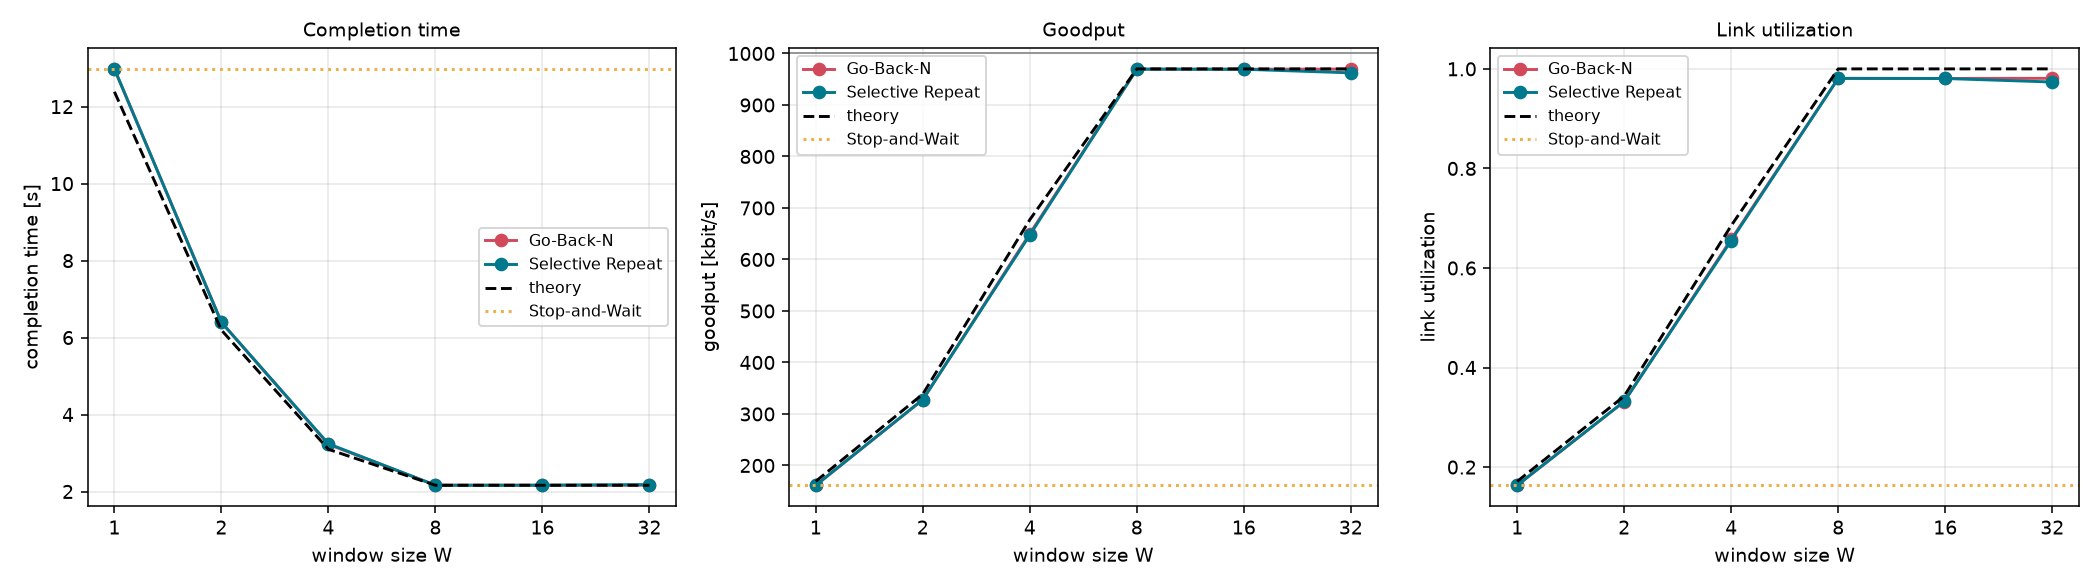 Completion time
completion time [s]
12
10
8
6
4
2
Go-Back-N
Selective Repeat
theory
Stop-and-Wait
1 2 4 8 16 32
window size W
Goodput
goodput [kbit/s]
1000
900
800
700
600
500
400
300
200
Go-Back-N
Selective Repeat
theory
Stop-and-Wait
1 2 4 8 16 32
window size W
Link utilization
link utilization
1.0
0.8
0.6
0.4
0.2
Go-Back-N
Selective Repeat
theory
Stop-and-Wait
1 2 4 8 16 32
window size W